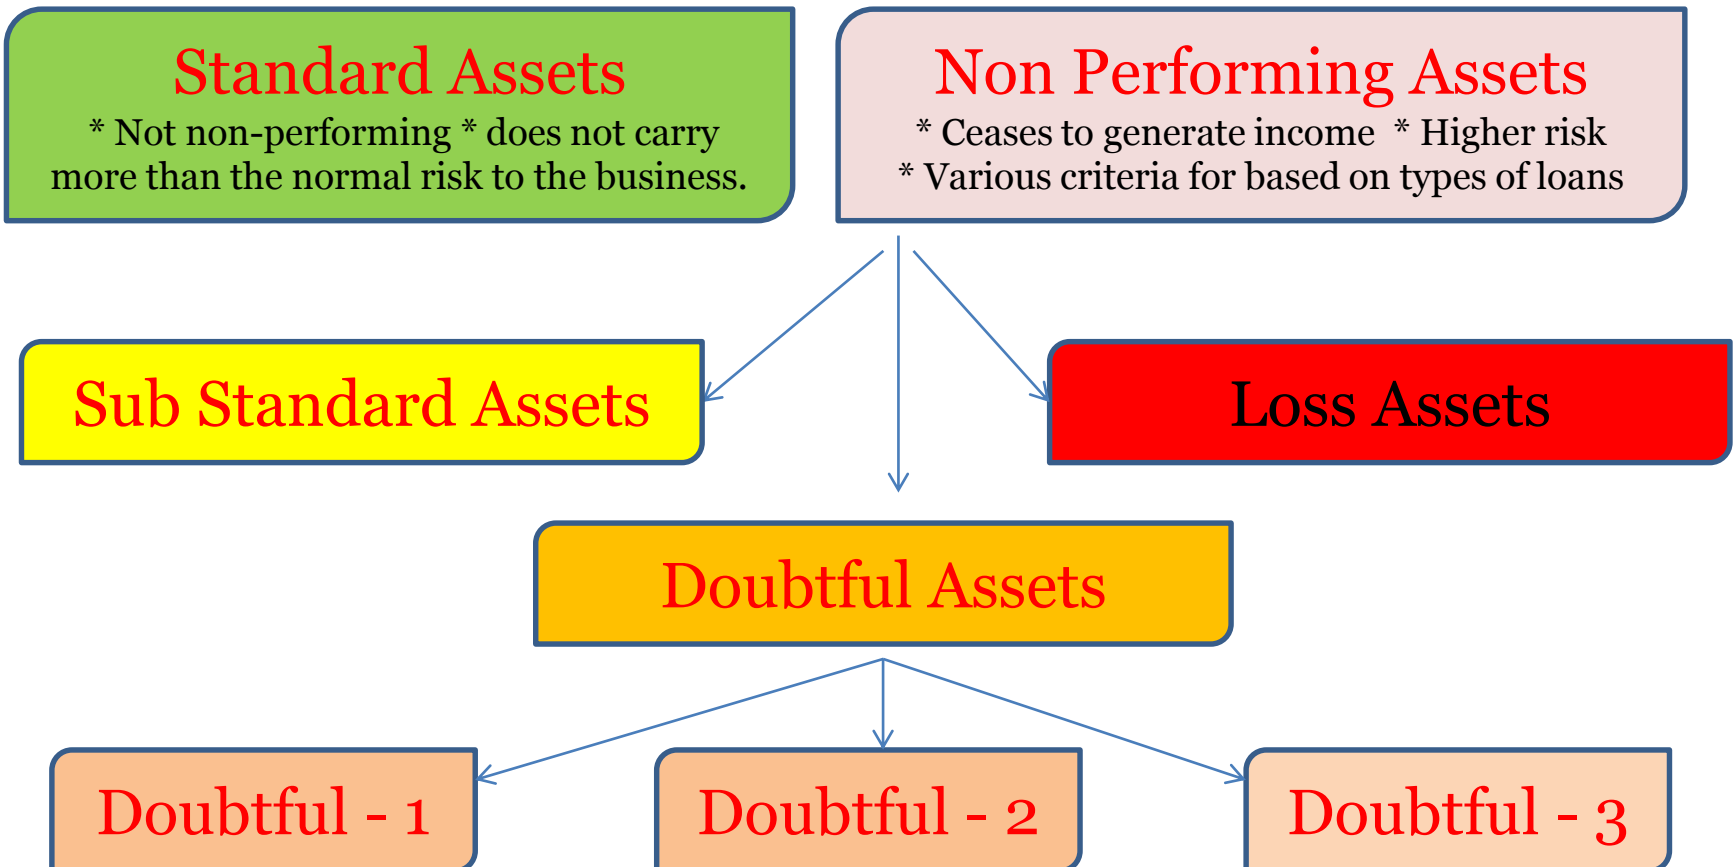 Standard Assets
* Not non-performing * does not carry
more than the normal risk to the business.
Non Performing Assets
* Ceases to generate income * Higher risk
* Various criteria for based on types of loans
Sub Standard Assets
Loss Assets
Doubtful Assets
Doubtful - 1
Doubtful - 2
Doubtful - 3